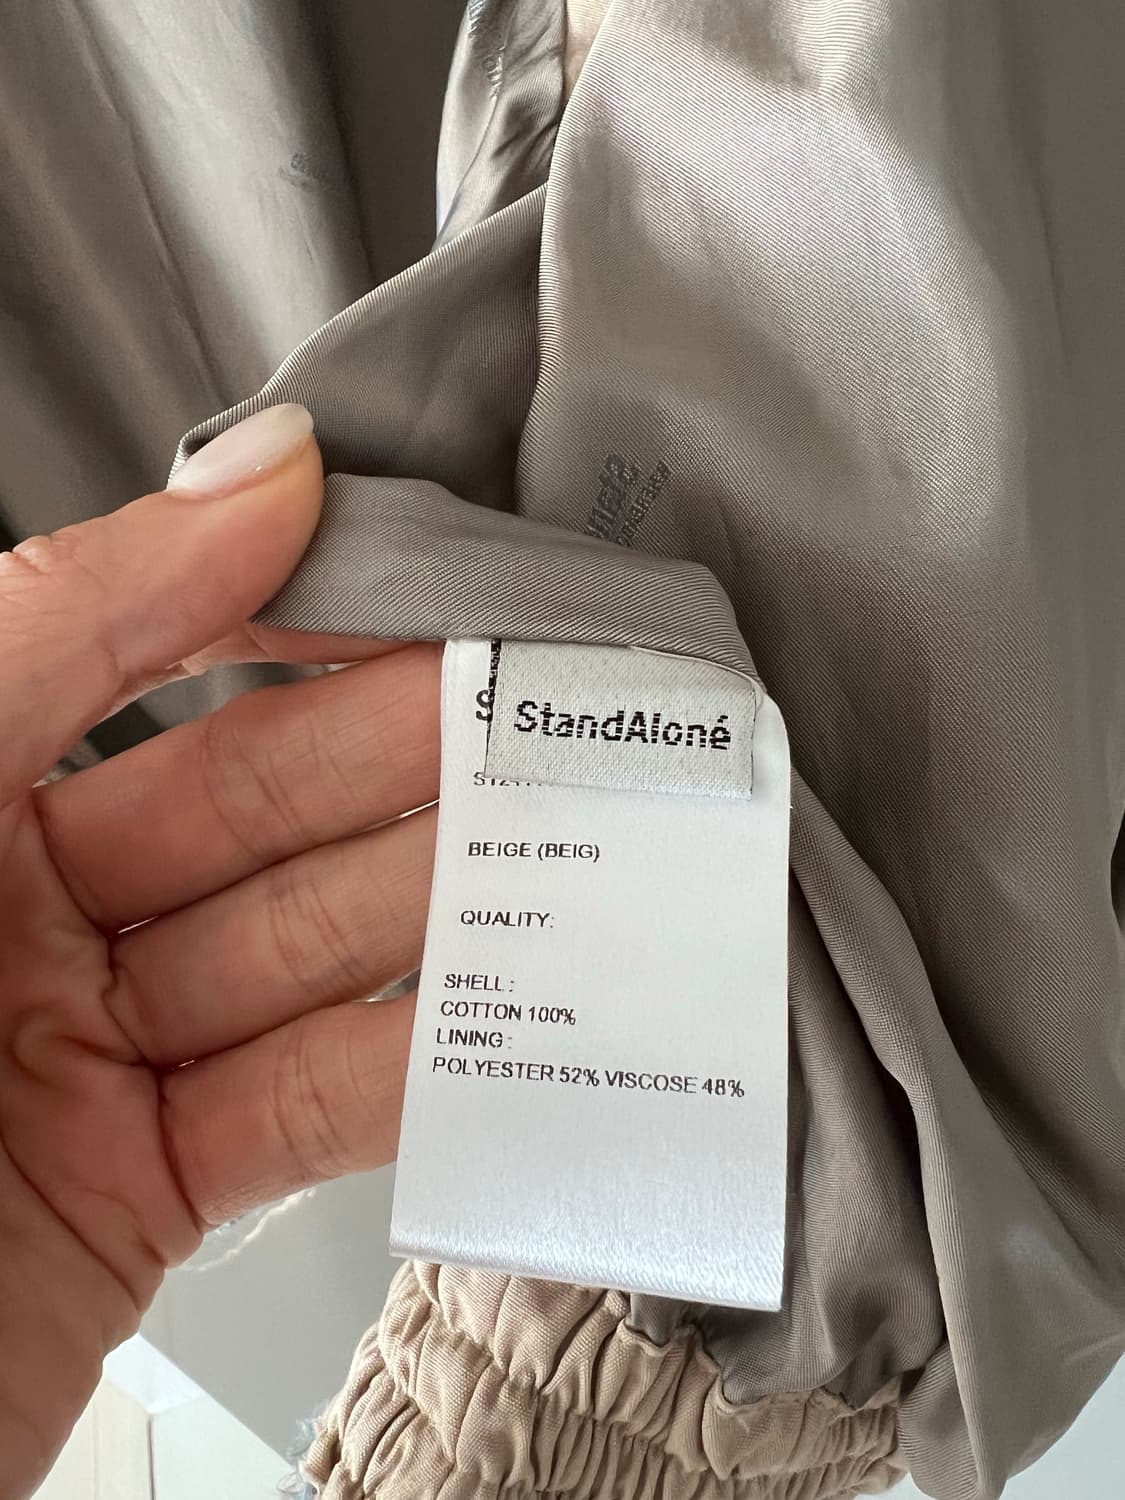 StandAloné
BEIGE (BEIG)
QUALITY:
SHELL :
COTTON 100%
LINING :
POLYESTER 52% VISCOSE 48%